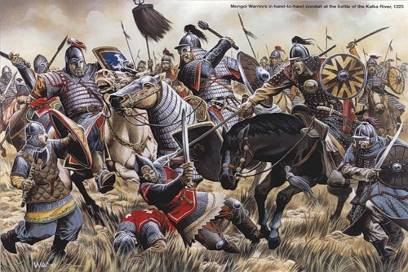 Mongol Warriors in hand-to-hand combat at the battle of the Kalka River, 1223